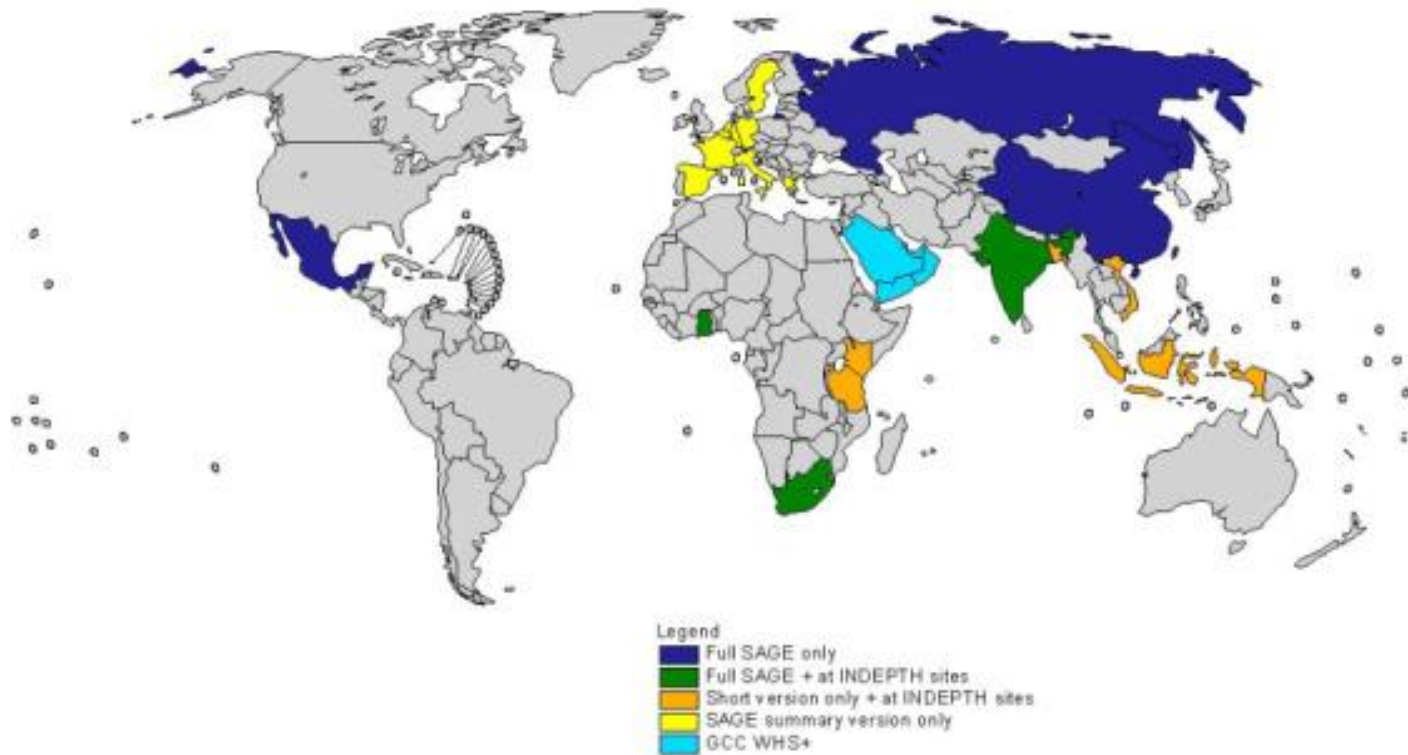 Legend
Full SAGE only
Full SAGE + at INDEPTH sites
Short version only + at INDEPTH sites
SAGE summary version only
GCC WHS+